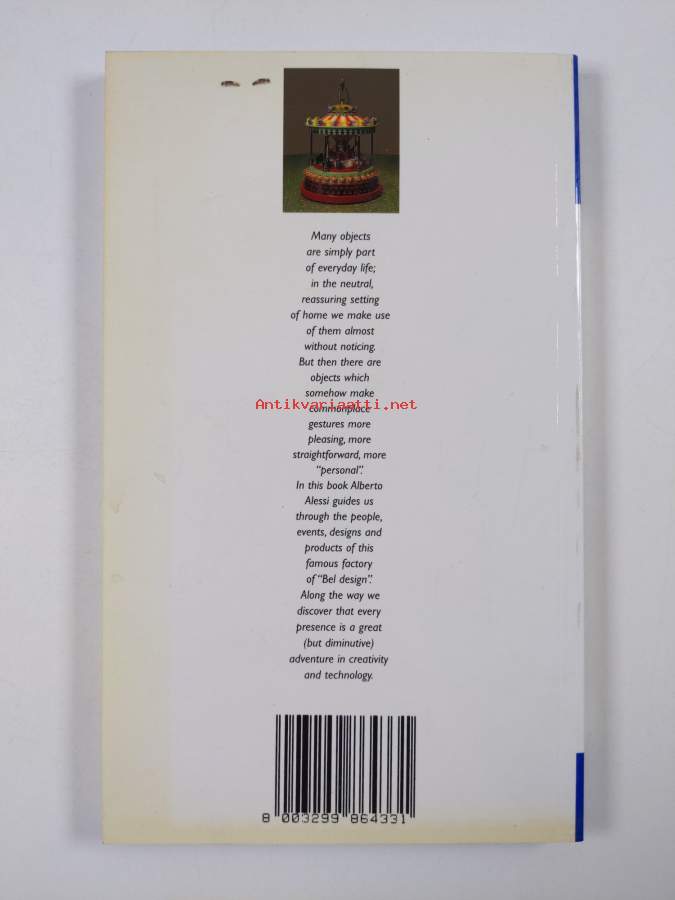 Many objects
are simply part
of everyday life;
in the neutral,
reassuring setting
of home we make use
of them almost
without noticing.
But then there are
objects which
somehow make
Antikvariaatti.net
commonplace
gestures more
pleasing, more
straightforward, more
“personal”.
In this book Alberto
Alessi guides us
through the people,
events, designs and
products of this
famous factory
of “Bel design”.
Along the way we
discover that every
presence is a great
(but diminutive)
adventure in creativity
and technology.
8 003299 864331